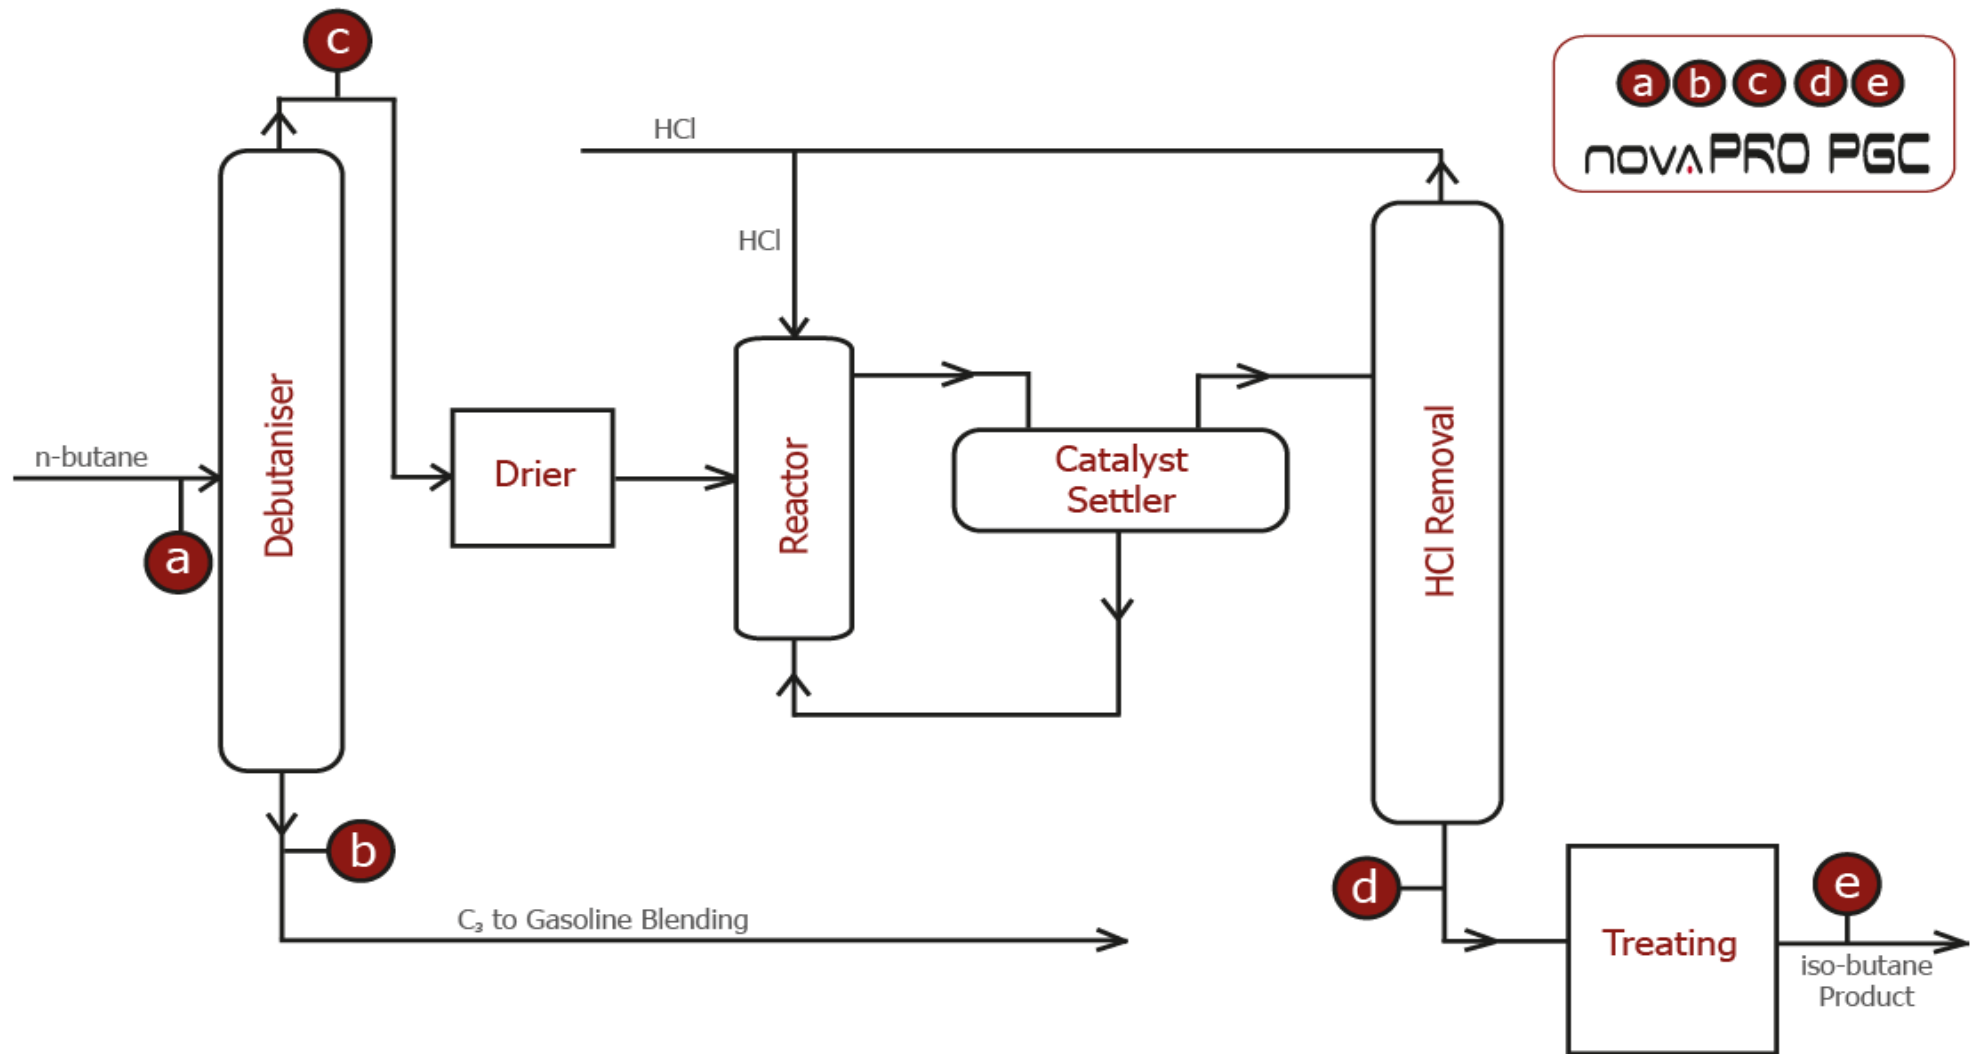 c
a b c d e
novaPRO PGC
HCl
HCl
n-butane
a
Debutaniser
Drier
Reactor
Catalyst
Settler
HCl Removal
b
C₃ to Gasoline Blending
d
Treating
e
iso-butane
Product